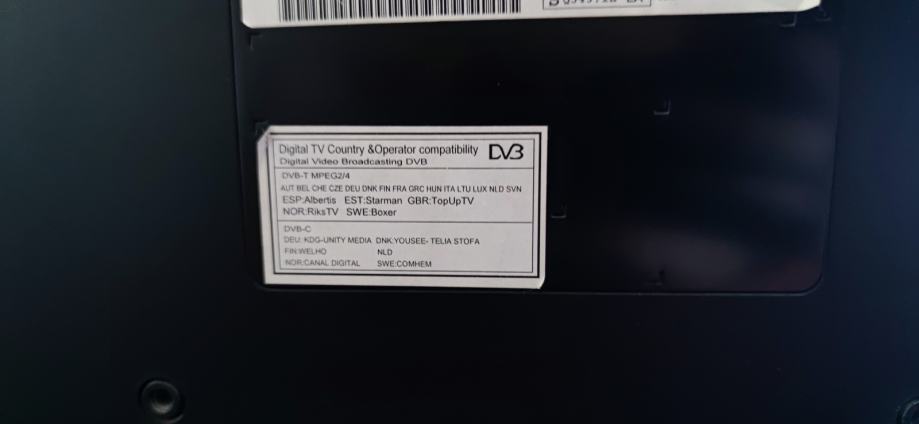 Digital TV Country &Operator compatibility DVB
Digital Video Broadcasting DVB
DVB-T MPEG2/4
AUT BEL CHE CZE DEU DNK FIN FRA GRC HUN ITA LTU LUX NLD SVN
ESP:Albertis EST:Starman GBR:TopUpTV
NOR:RiksTV SWE:Boxer
DVB-C
DEU: KDG-UNITY MEDIA DNK:YOUSEE- TELIA STOFA
FIN:WELHO NLD
NOR:CANAL DIGITAL SWE:COMHEM